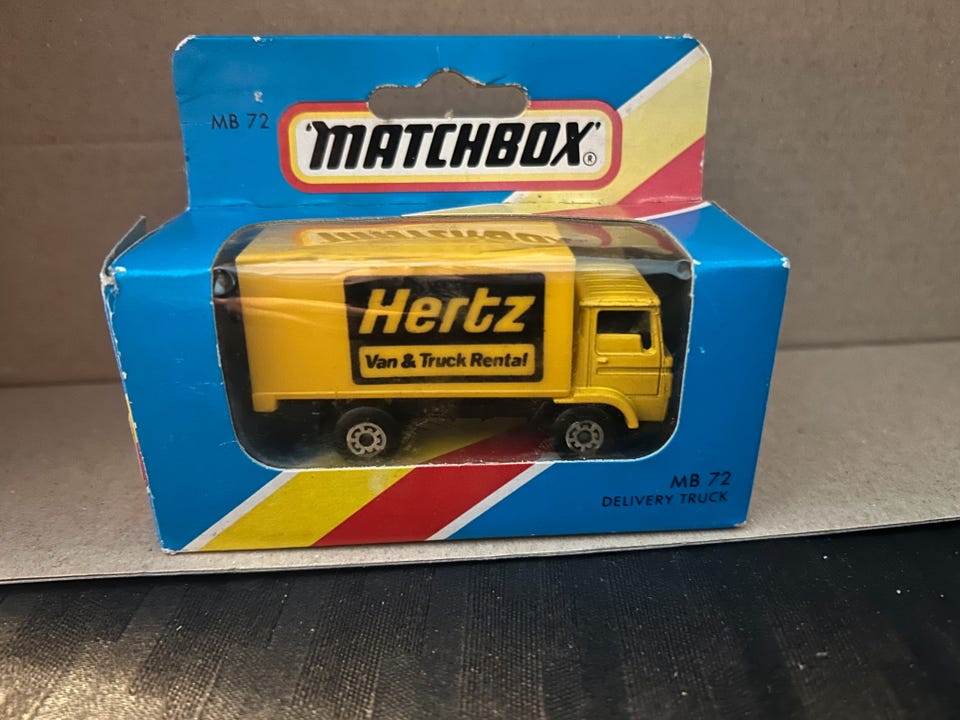 MB 72
'MATCHBOX'®
Hertz
Van & Truck Rental
MB 72
DELIVERY TRUCK